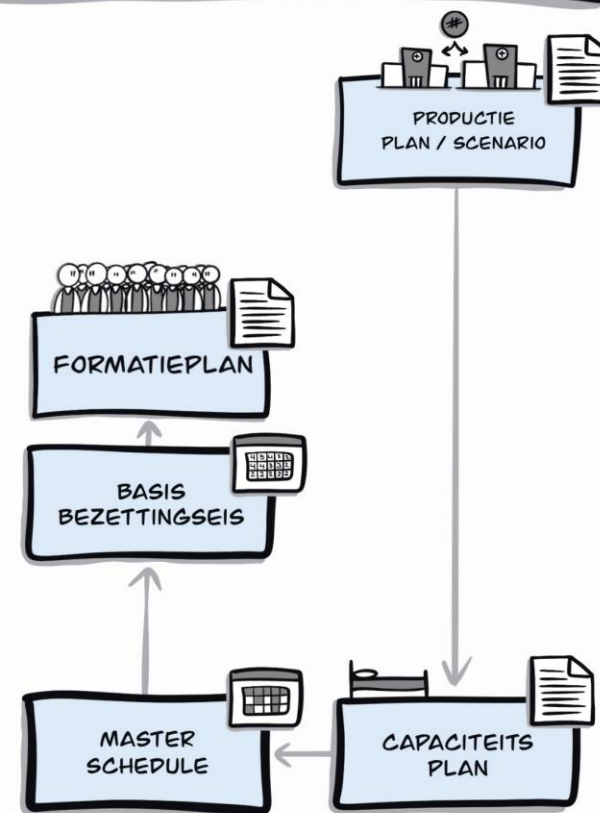 #
PRODUCTIE
PLAN / SCENARIO
FORMATIEPLAN
BASIS
BEZETTINGSEIS
MASTER
SCHEDULE
CAPACITEITS
PLAN